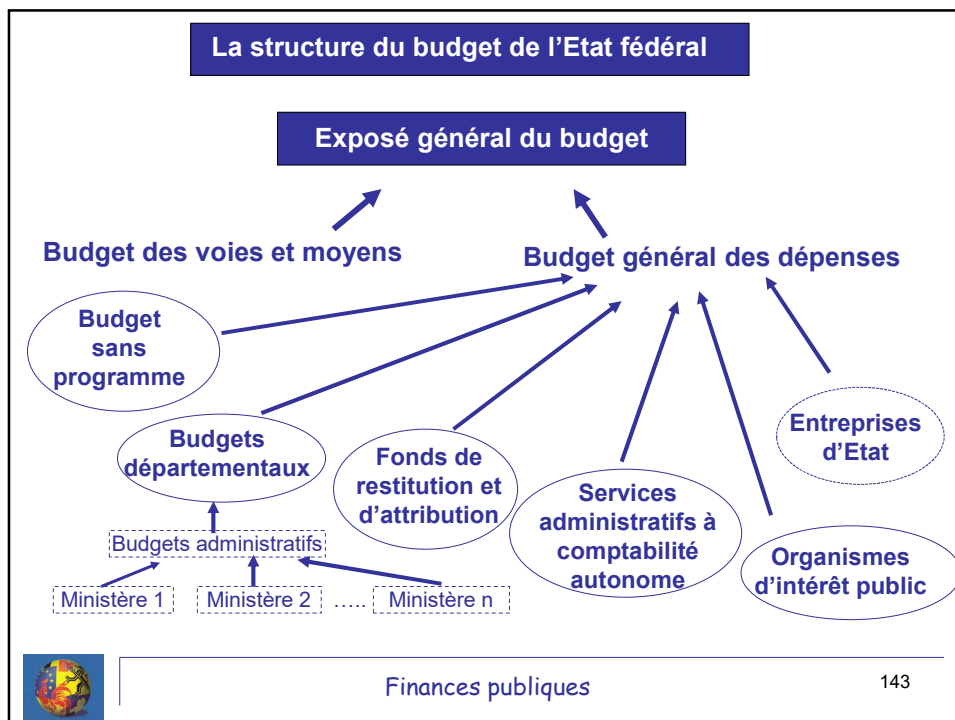 La structure du budget de l'Etat fédéral
Exposé général du budget
Budget des voies et moyens
Budget général des dépenses
Budget
sans
programme
Budgets
départementaux
Fonds de
restitution et
d'attribution
Services
administratifs à
comptabilité
autonome
Entreprises
d'Etat
Organismes
d'intérêt public
Budgets administratifs
Ministère 1
Ministère 2
…..
Ministère n
Finances publiques
143